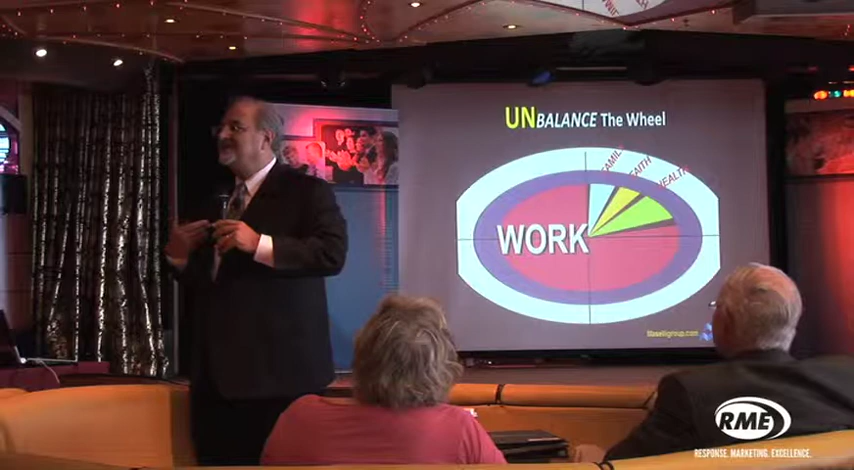 UNBALANCE The Wheel
FAMILY
FAITH
HEALTH
WORK
RME
RESPONSE. MARKETING. EXCELLENCE.